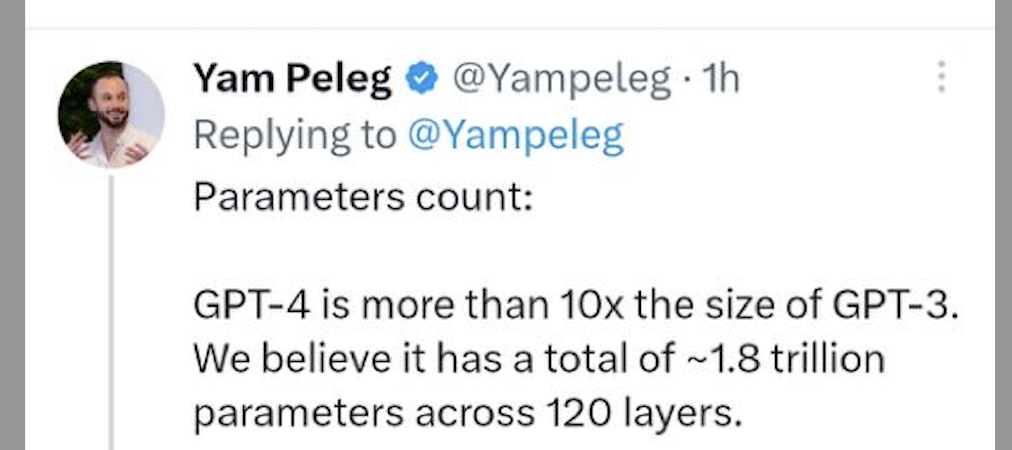 Yam Peleg @Yampeleg · 1h
Replying to @Yampeleg
Parameters count:
GPT-4 is more than 10x the size of GPT-3.
We believe it has a total of ~1.8 trillion
parameters across 120 layers.